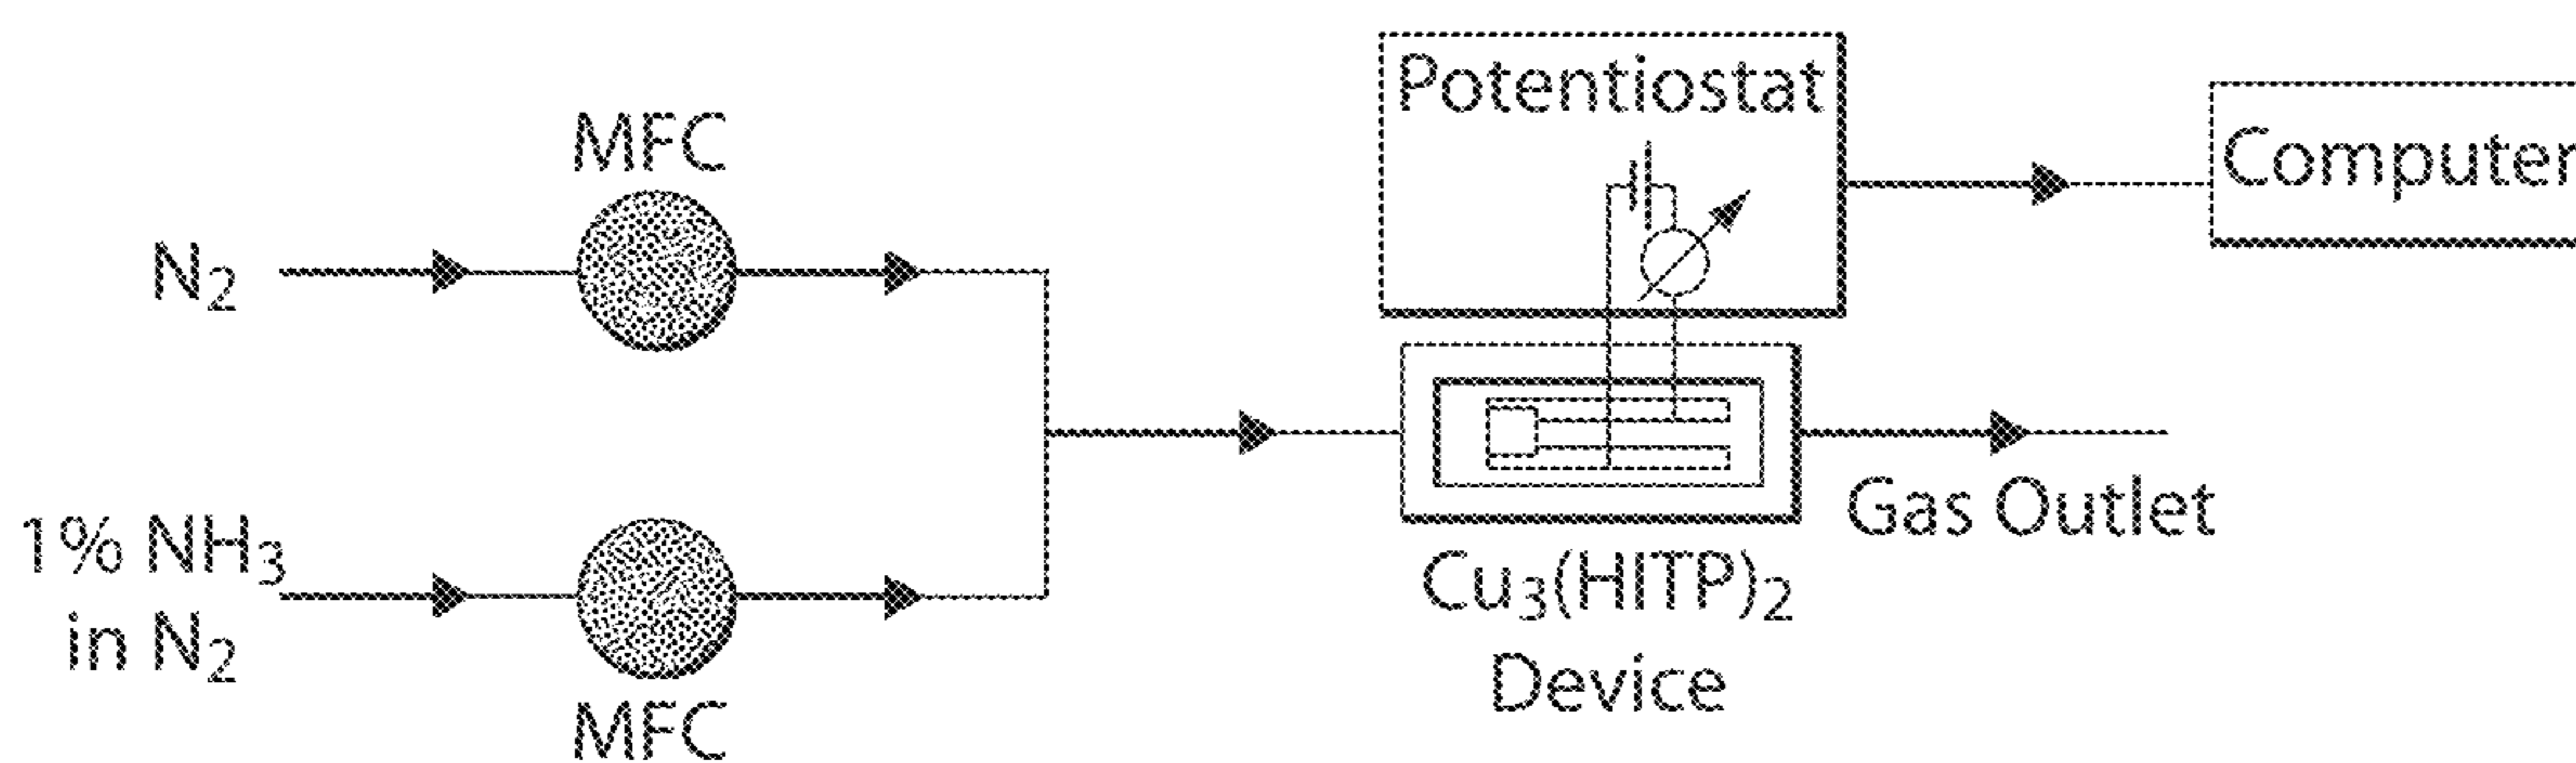 Potentiostat
Computer
MFC
N₂
1% NH₃
in N₂
MFC
Gas Outlet
Cu₃(HITP)₂
Device